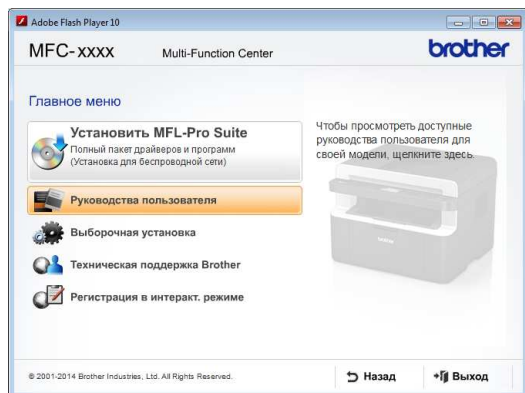 Adobe Flash Player 10
MFC-xxxx
Multi-Function Center
brother
Главное меню
Установить MFL-Pro Suite
Полный пакет драйверов и программ
(Установка для беспроводной сети)
Руководства пользователя
Выборочная установка
Техническая поддержка Brother
Регистрация в интеракт. режиме
Чтобы просмотреть доступные
руководства пользователя для
своей модели, щелкните здесь.
© 2001-2014 Brother Industries, Ltd. All Rights Reserved.
Назад
Выход